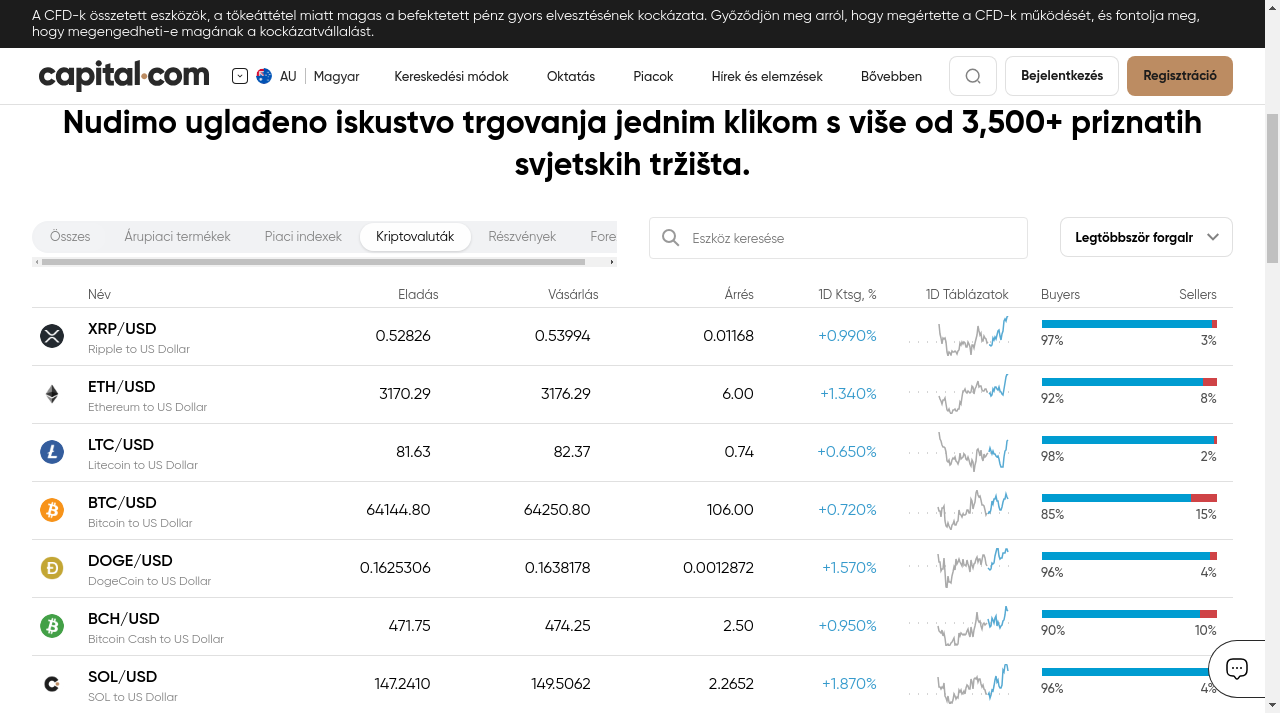 A CFD-k összetett eszközök, a tőkeáttétel miatt magas a befektetett pénz gyors elvesztésének kockázata. Győződjön meg arról, hogy megértette a CFD-k működését, és fontolja meg,
hogy megengedheti-e magának a kockázatvállalást.
capital.com AU Magyar Kereskedési módok Oktatás Piacok Hírek és elemzések Bővebben Bejelentkezés Regisztráció
Nudimo uglađeno iskustvo trgovanja jednim klikom s više od 3,500+ priznatih
svjetskih tržišta.
Összes Árupiaci termékek Piaci indexek Kriptovaluták Részvények Fore Eszköz keresése Legtöbbször forgalr
Név Eladás Vásárlás Árrés 1D Ktsg, % 1D Táblázatok Buyers Sellers
XRP/USD 0.52826 0.53994 0.01168 +0.990%
Ripple to US Dollar 97% 3%
ETH/USD 3170.29 3176.29 6.00 +1.340%
Ethereum to US Dollar 92% 8%
LTC/USD 81.63 82.37 0.74 +0.650%
Litecoin to US Dollar 98% 2%
BTC/USD 64144.80 64250.80 106.00 +0.720%
Bitcoin to US Dollar 85% 15%
DOGE/USD 0.1625306 0.1638178 0.0012872 +1.570%
DogeCoin to US Dollar 96% 4%
BCH/USD 471.75 474.25 2.50 +0.950%
Bitcoin Cash to US Dollar 90% 10%
SOL/USD 147.2410 149.5062 2.2652 +1.870%
SOL to US Dollar 96% 4%